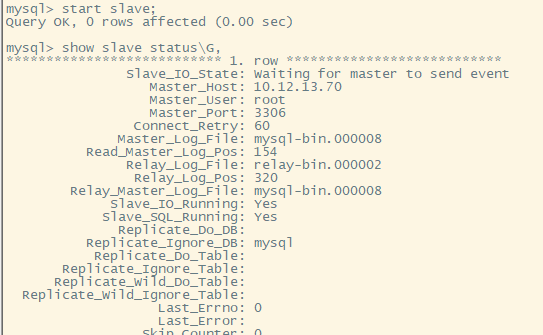 mysql> start slave;
Query OK, 0 rows affected (0.00 sec)
mysql> show slave status\G,
*************************** 1. row ***************************
Slave_IO_State: Waiting for master to send event
Master_Host: 10.12.13.70
Master_User: root
Master_Port: 3306
Connect_Retry: 60
Master_Log_File: mysql-bin.000008
Read_Master_Log_Pos: 154
Relay_Log_File: relay-bin.000002
Relay_Log_Pos: 320
Relay_Master_Log_File: mysql-bin.000008
Slave_IO_Running: Yes
Slave_SQL_Running: Yes
Replicate_Do_DB:
Replicate_Ignore_DB: mysql
Replicate_Do_Table:
Replicate_Ignore_Table:
Replicate_Wild_Do_Table:
Replicate_Wild_Ignore_Table:
Last_Errno: 0
Last_Error:
Skip_Counter: 0